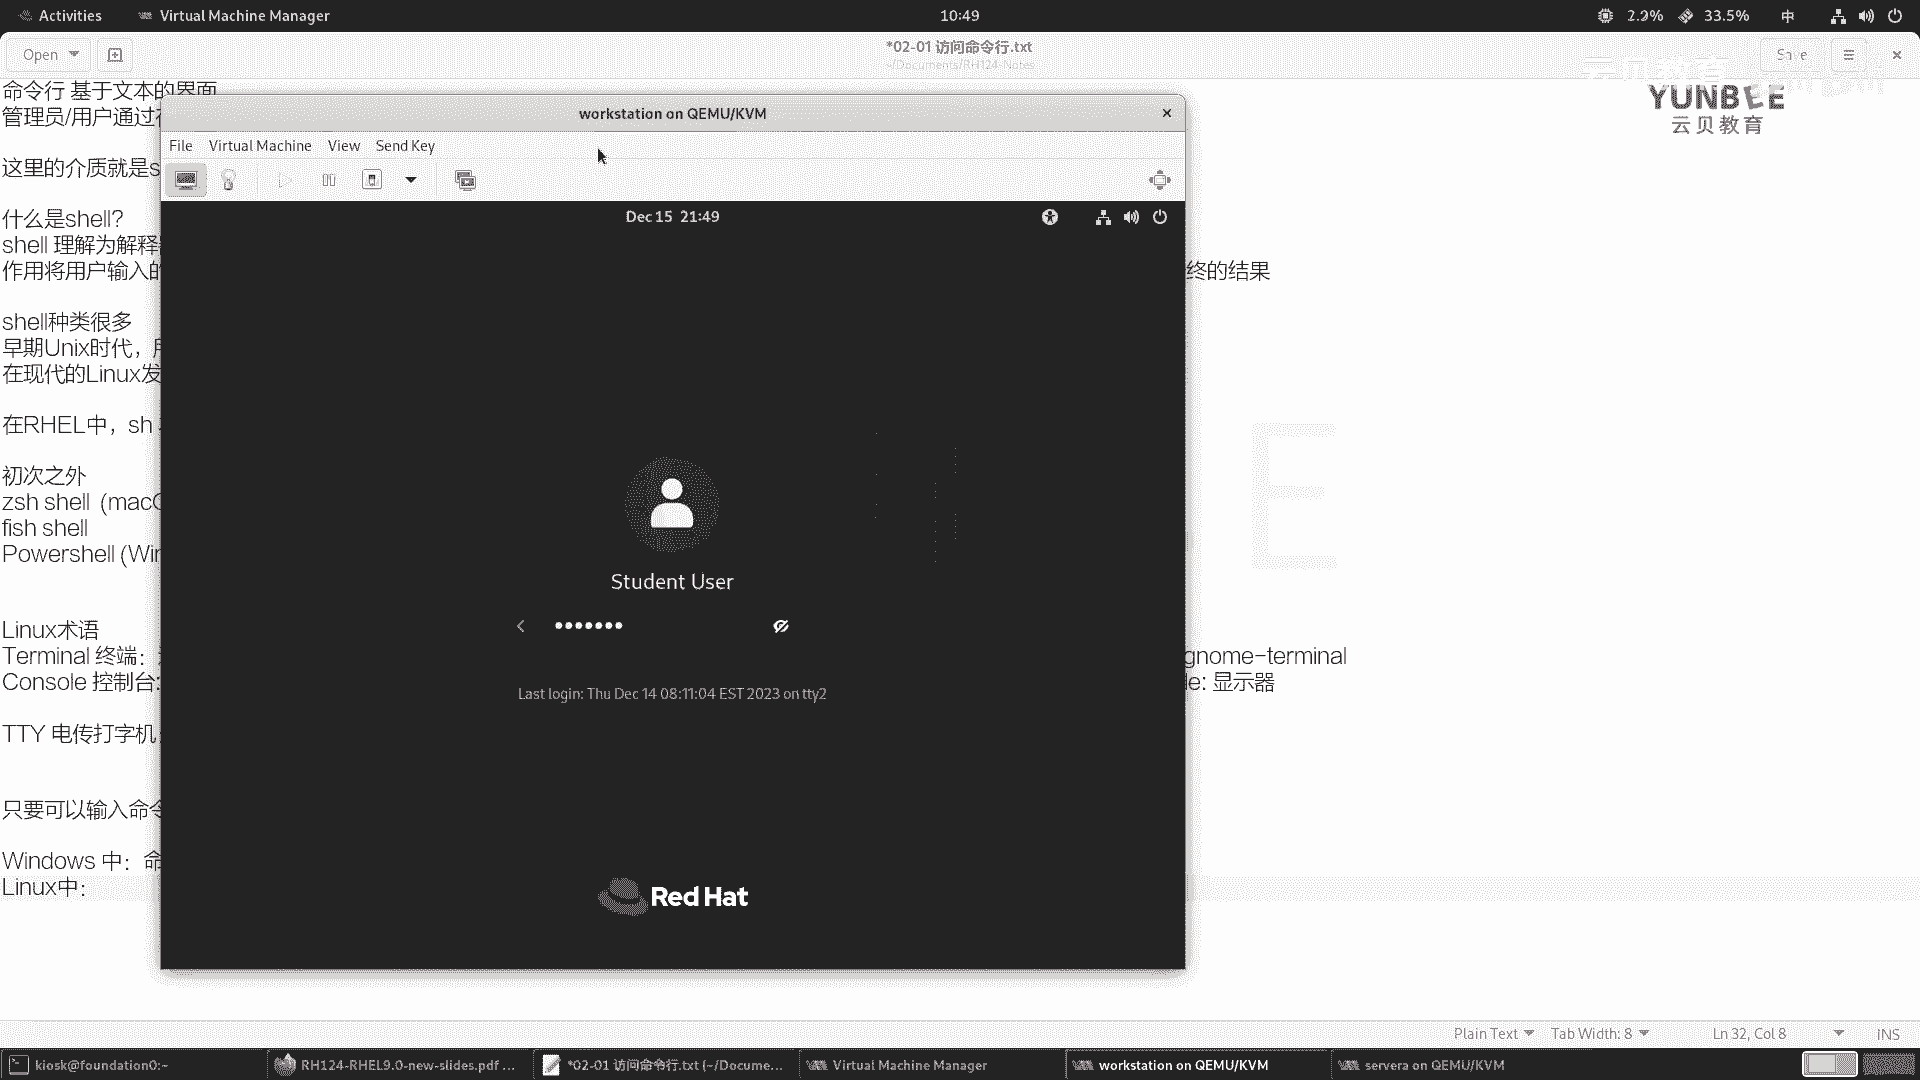 Activities
Virtual Machine Manager
10:49
2.9%
33.5%
中
Open
*02-01 访问命令行.txt
~/Documents/RH124-Notes
Save
YUNBEE
云贝教育
命令行 基于文本的界面
管理员/用户通过
这里的介质就是s
什么是shell?
shell 理解为解释
作用将用户输入的
终的结果
shell种类很多
早期Unix时代，
在现代的Linux发
在RHEL中，sh
初次之外
zsh shell (mac
fish shell
Powershell (Wi
Linux术语
Terminal 终端：
gnome-terminal
Console 控制台:
le: 显示器
TTY 电传打字机
只要可以输入命令
Windows 中：命
Linux中：
workstation on QEMU/KVM
File
Virtual Machine
View
Send Key
Dec 15 21:49
Student User
Last login: Thu Dec 14 08:11:04 EST 2023 on tty2
Red Hat
E
Plain Text
Tab Width: 8
Ln 32, Col 8
INS
kiosk@foundation0:~
RH124-RHEL9.0-new-slides.pdf ...
*02-01 访问命令行.txt (~/Docume...
Virtual Machine Manager
workstation on QEMU/KVM
servera on QEMU/KVM